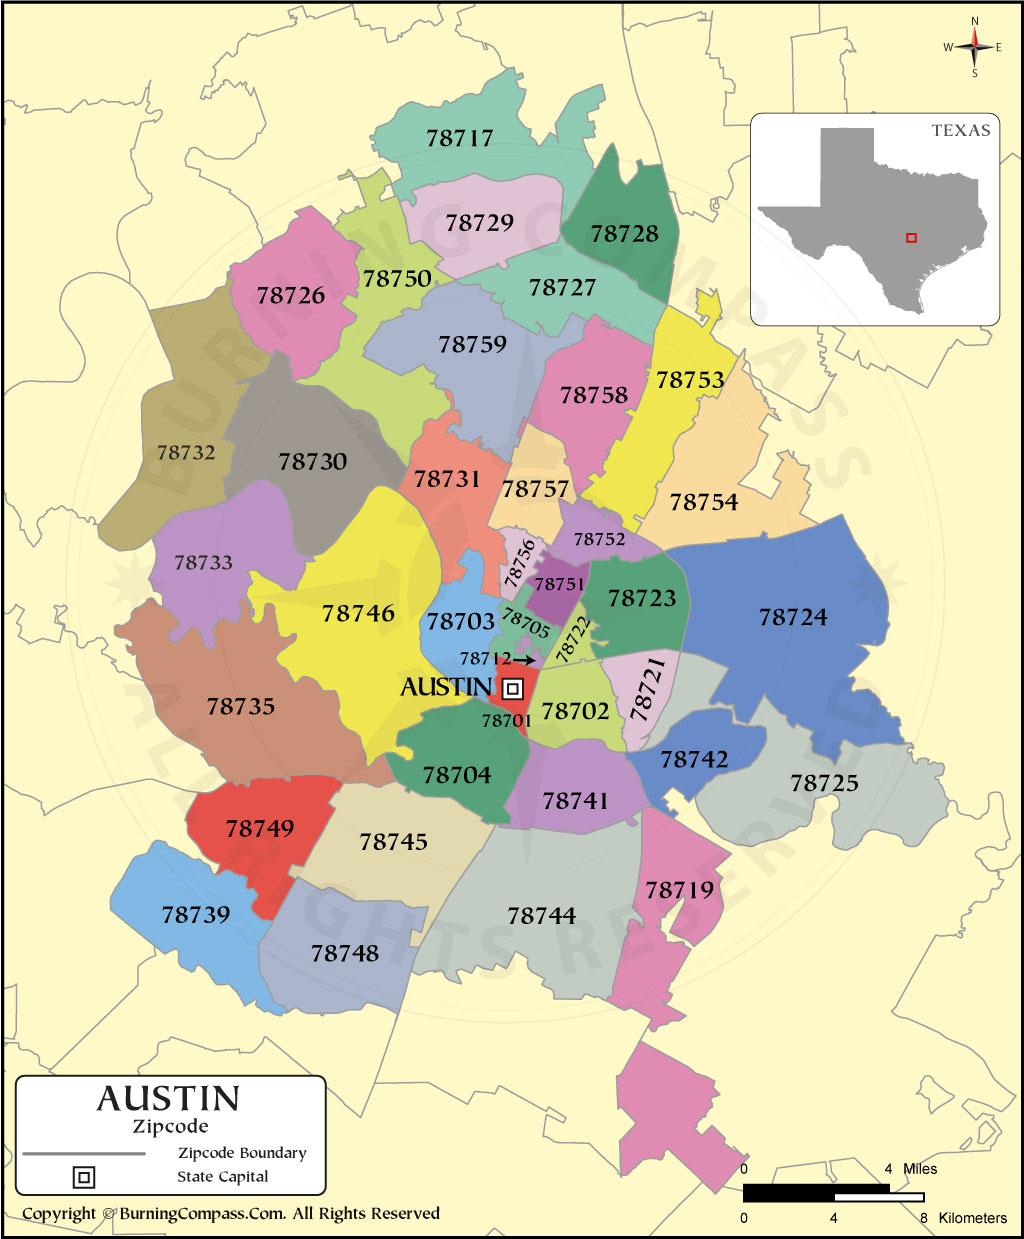 N
W E
S
TEXAS
78717
78729
78728
78750
78727
78726
78759
78753
78758
78732
78730
78731
78757
78754
78752
78756
78733
78751
78723
78746
78703
78705
78722
78724
78712
78721
AUSTIN
78735
78701
78702
78742
78704
78725
78741
78749
78745
78719
78739
78744
78748
BURNING COMPASS
ALL RIGHTS RESERVED
AUSTIN
Zipcode
Zipcode Boundary
State Capital
0 4 Miles
0 4 8 Kilometers
Copyright © BurningCompass.Com. All Rights Reserved